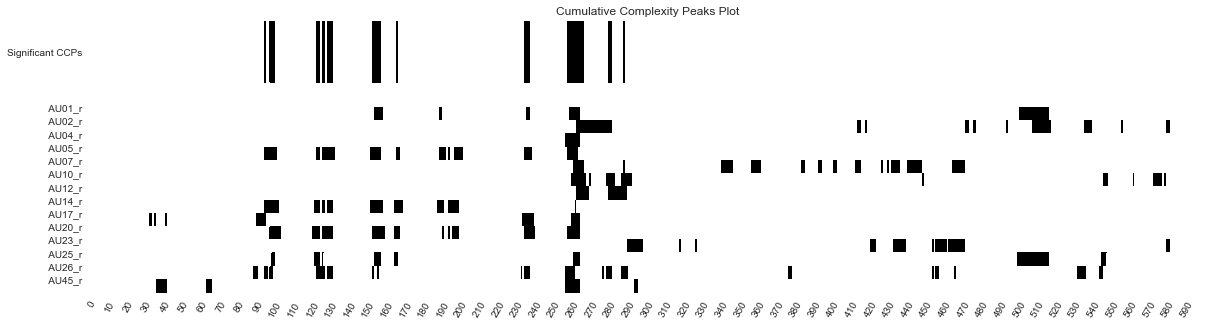 Cumulative Complexity Peaks Plot
Significant CCPs
AU01_r
AU02_r
AU04_r
AU05_r
AU07_r
AU10_r
AU12_r
AU14_r
AU17_r
AU20_r
AU23_r
AU25_r
AU26_r
AU45_r
0 10 20 30 40 50 60 70 80 90 100 110 120 130 140 150 160 170 180 190 200 210 220 230 240 250 260 270 280 290 300 310 320 330 340 350 360 370 380 390 400 410 420 430 440 450 460 470 480 490 500 510 520 530 540 550 560 570 580 590